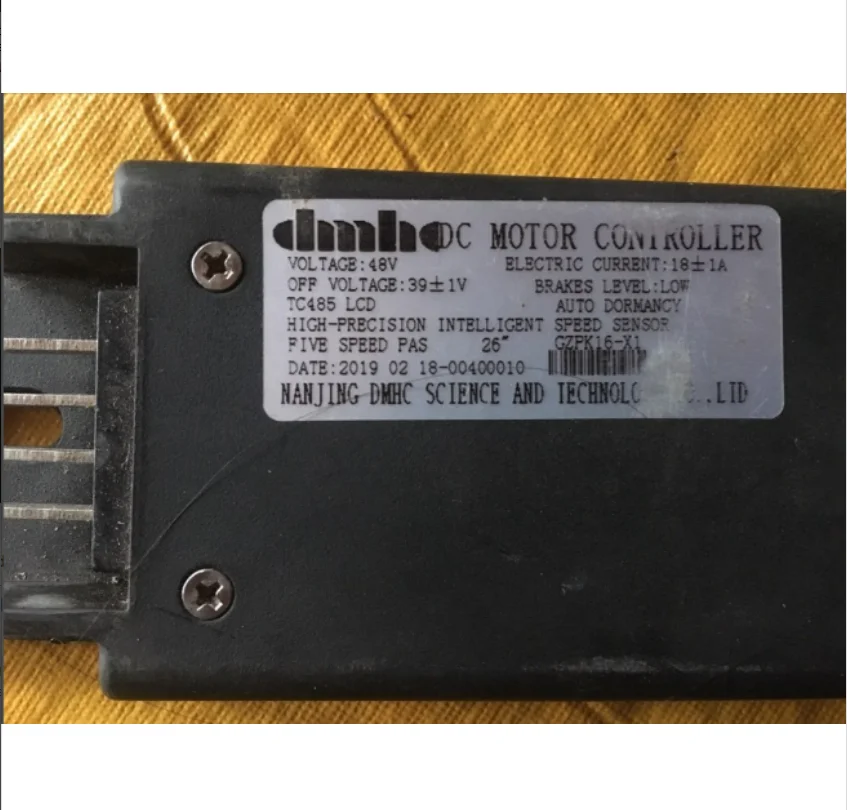 dmhc DC MOTOR CONTROLLER
VOLTAGE:48V ELECTRIC CURRENT:18±1A
OFF VOLTAGE:39±1V BRAKES LEVEL:LOW
TC485 LCD AUTO DORMANCY
HIGH-PRECISION INTELLIGENT SPEED SENSOR
FIVE SPEED PAS 26″ GZPK16-X1
DATE:2019 02 18-00400010
NANJING DMHC SCIENCE AND .,LTD